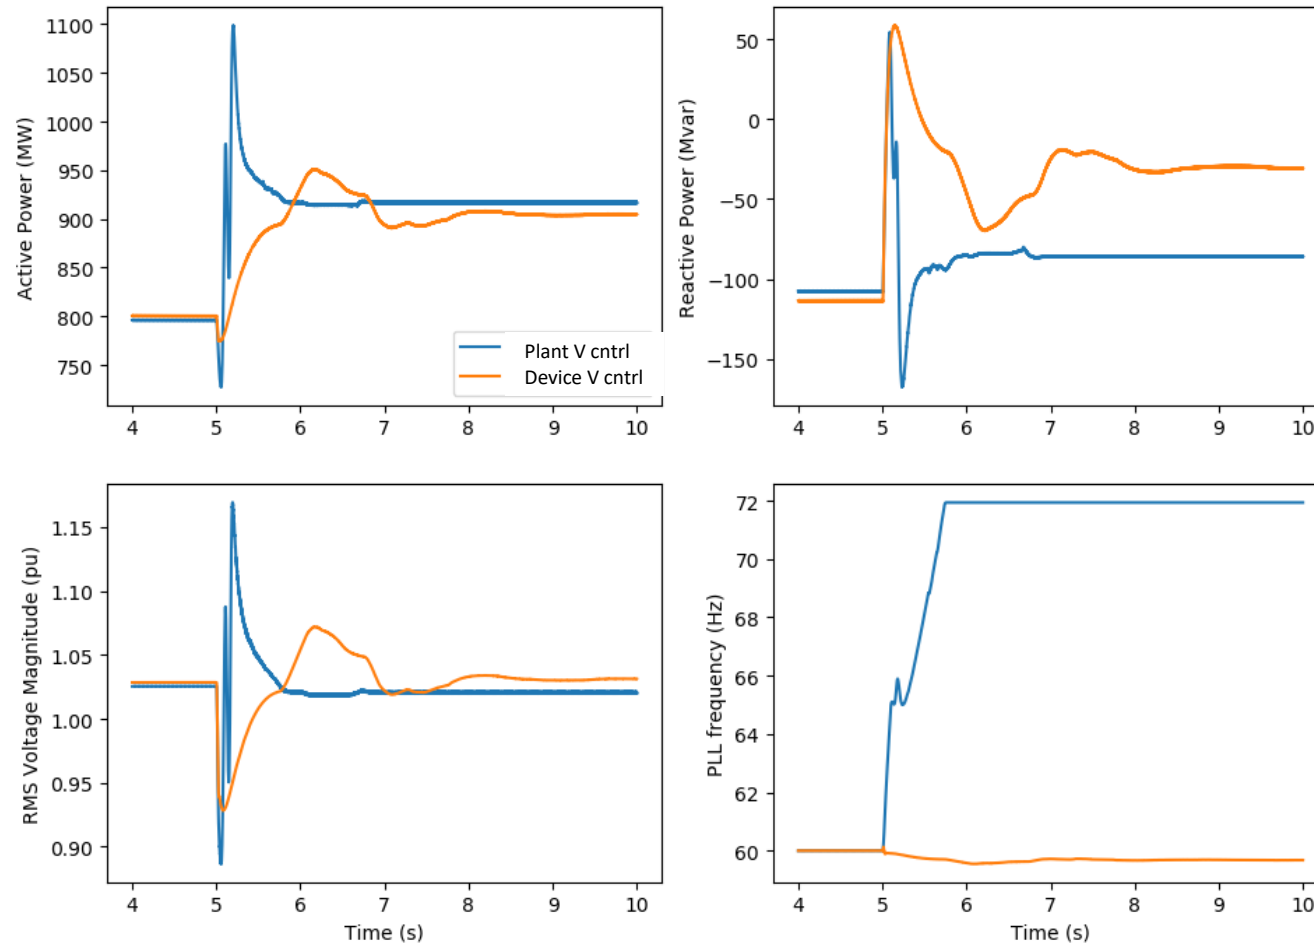 Active Power (MW)
1100
1050
1000
950
900
850
800
750
4 5 6 7 8 9 10
Plant V cntrl
Device V cntrl
Reactive Power (Mvar)
50
0
−50
−100
−150
4 5 6 7 8 9 10
RMS Voltage Magnitude (pu)
1.15
1.10
1.05
1.00
0.95
0.90
4 5 6 7 8 9 10
Time (s)
PLL frequency (Hz)
72
70
68
66
64
62
60
4 5 6 7 8 9 10
Time (s)